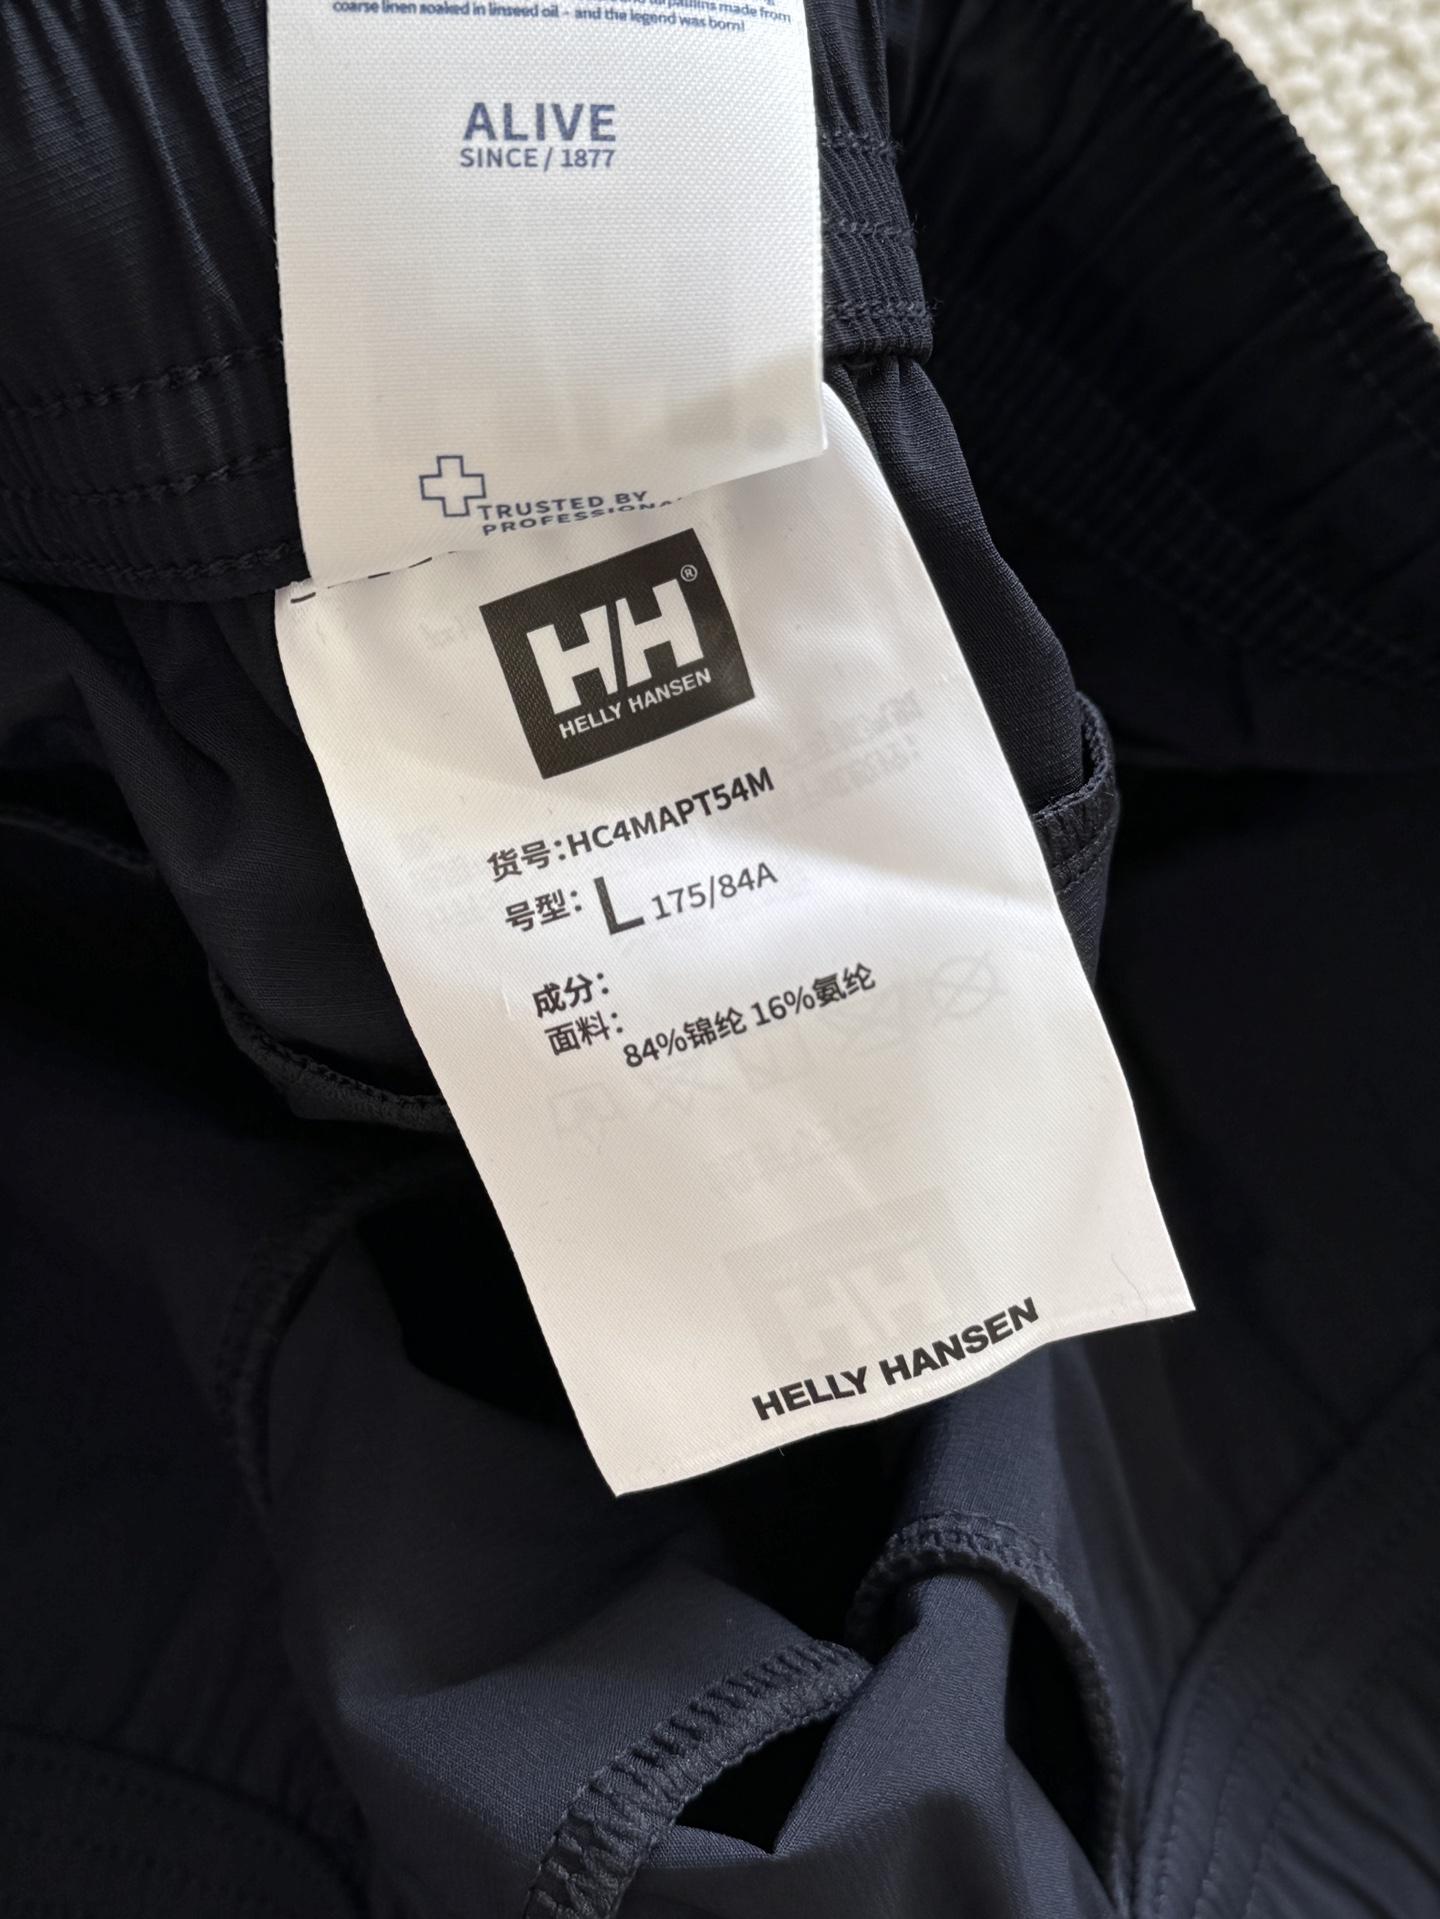 coarse linen soaked in linseed oil - and the legend was born!
ALIVE
SINCE / 1877
TRUSTED BY
HH®
HELLY HANSEN
货号：HC4MAPT54M
号型： L 175/84A
成分：
面料：
84%锦纶 16%氨纶
HELLY HANSEN